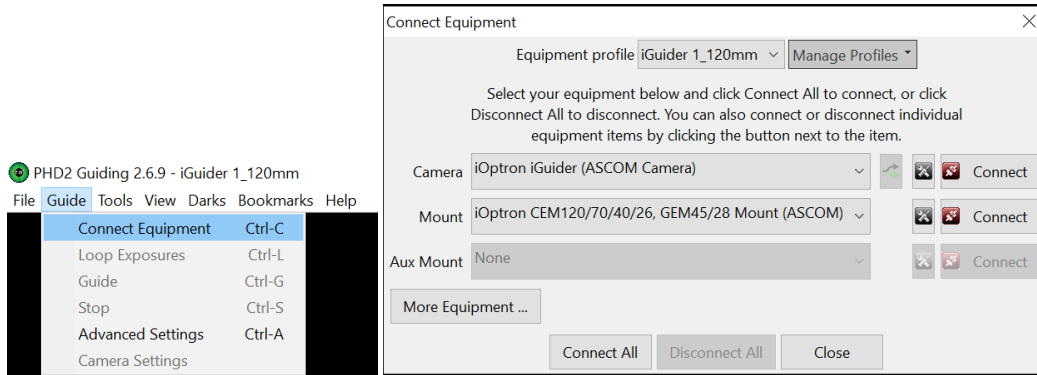 PHD2 Guiding 2.6.9 - iGuider 1_120mm
File Guide Tools View Darks Bookmarks Help
Connect Equipment Ctrl-C
Loop Exposures Ctrl-L
Guide Ctrl-G
Stop Ctrl-S
Advanced Settings Ctrl-A
Camera Settings
Connect Equipment
Equipment profile iGuider 1_120mm Manage Profiles
Select your equipment below and click Connect All to connect, or click
Disconnect All to disconnect. You can also connect or disconnect individual
equipment items by clicking the button next to the item.
Camera iOptron iGuider (ASCOM Camera) Connect
Mount iOptron CEM120/70/40/26, GEM45/28 Mount (ASCOM) Connect
Aux Mount None Connect
More Equipment ...
Connect All Disconnect All Close